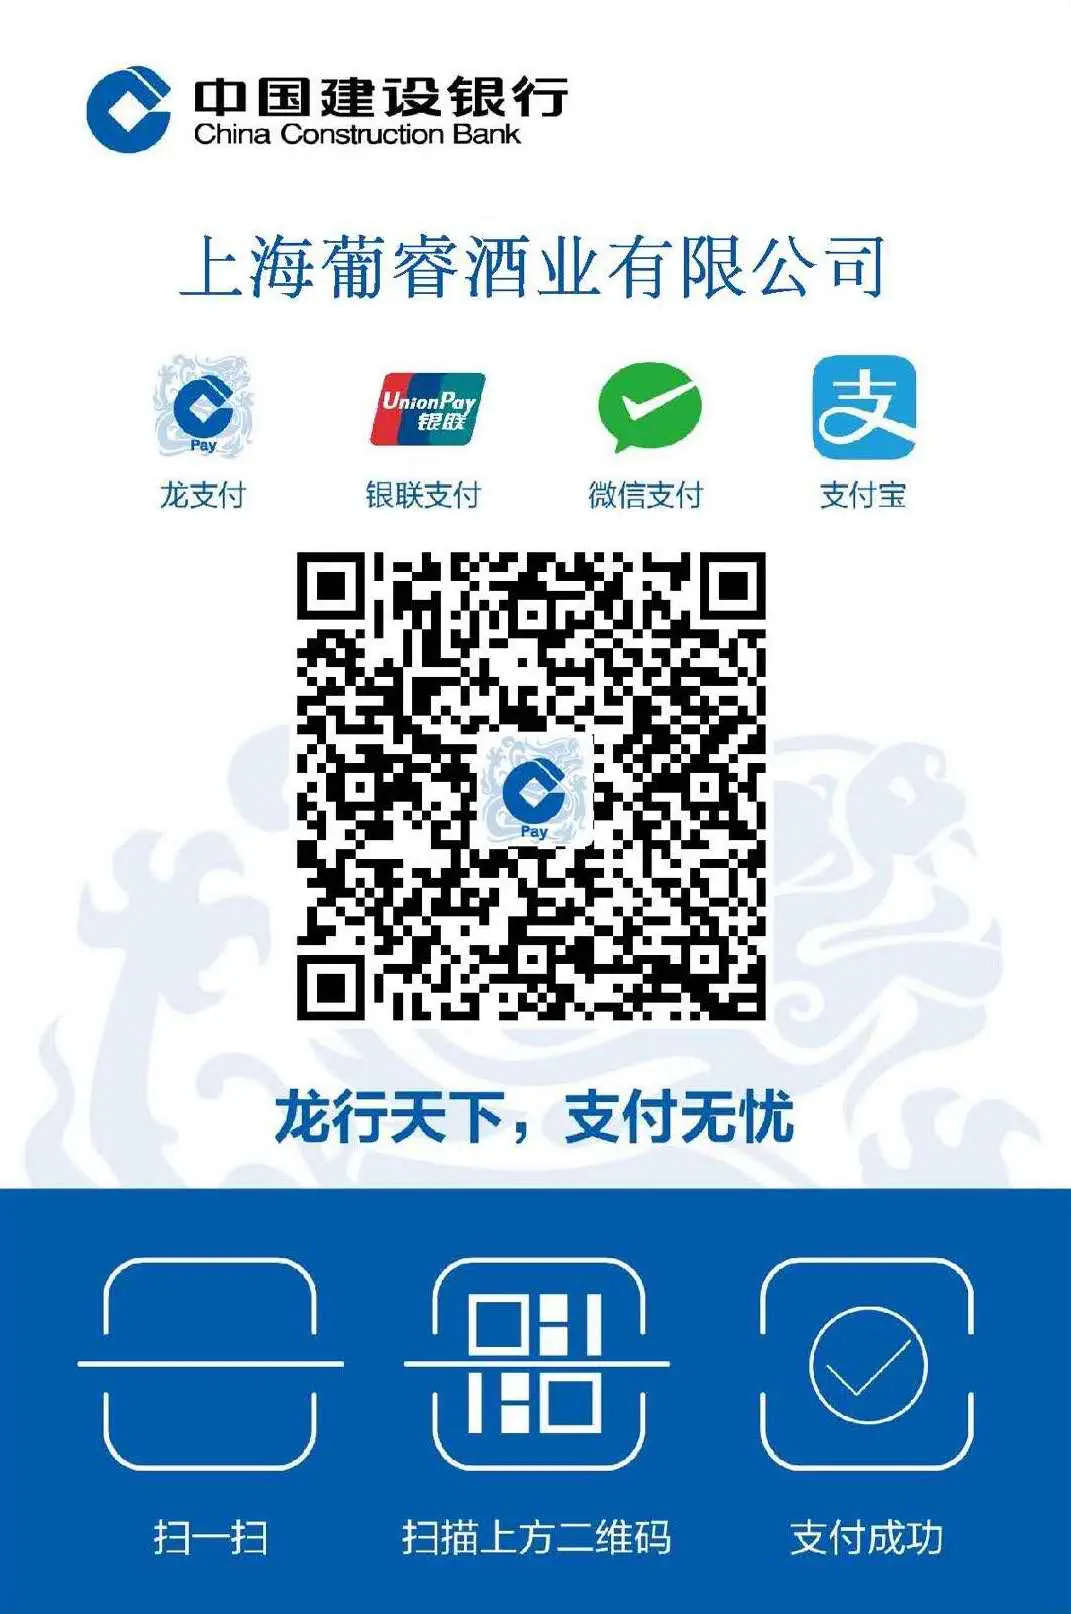 中国建设银行
China Construction Bank
上海葡睿酒业有限公司
Pay
UnionPay
银联
支
龙支付
银联支付
微信支付
支付宝
Pay
龙行天下，支付无忧
扫一扫
扫描上方二维码
支付成功